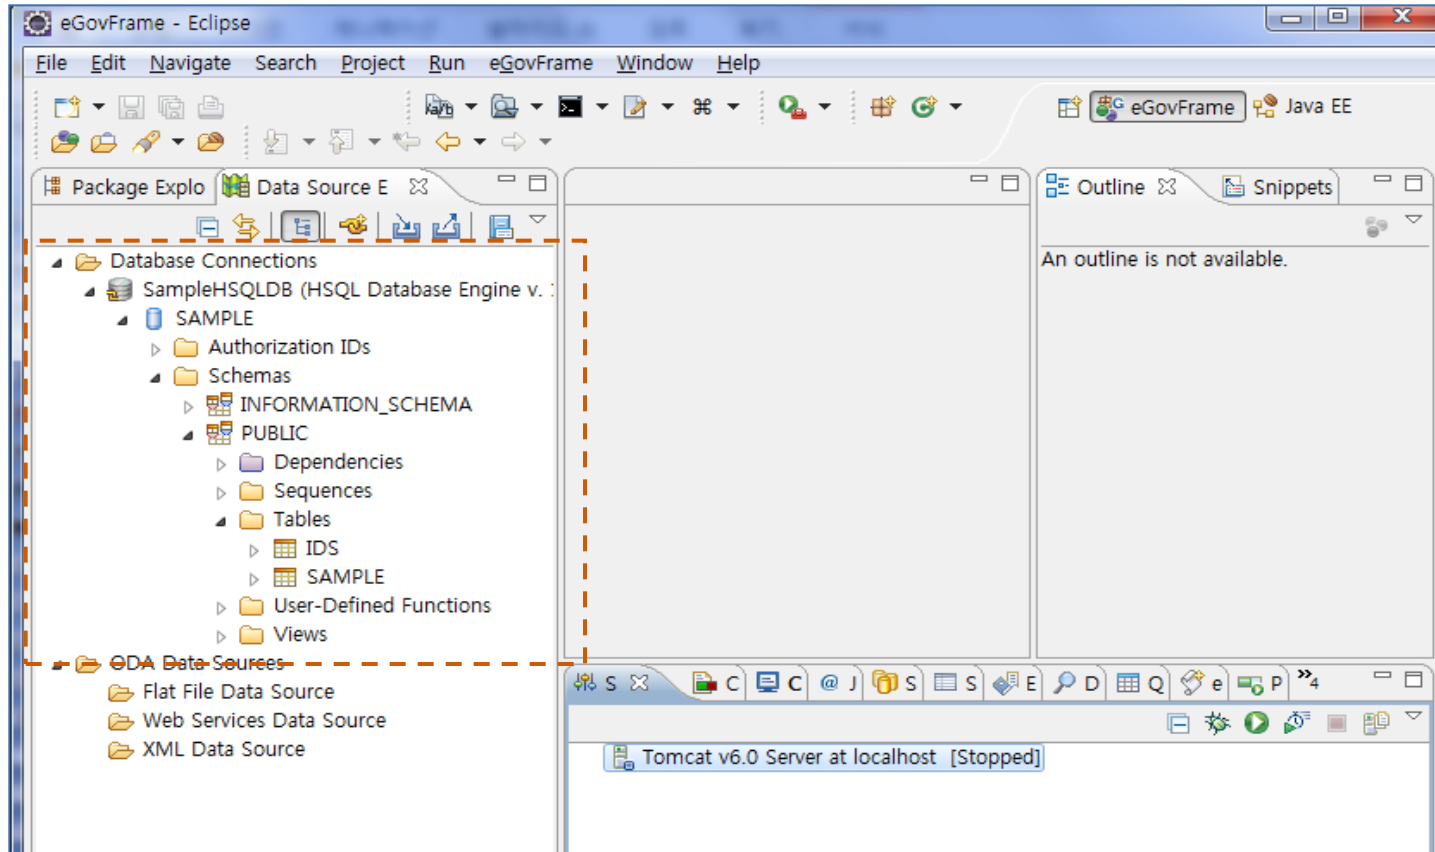 eGovFrame - Eclipse
File Edit Navigate Search Project Run eGovFrame Window Help
eGovFrame Java EE
Package Explo Data Source E
Database Connections
SampleHSQLDB (HSQL Database Engine v. 1
SAMPLE
Authorization IDs
Schemas
INFORMATION_SCHEMA
PUBLIC
Dependencies
Sequences
Tables
IDS
SAMPLE
User-Defined Functions
Views
ODA Data Sources
Flat File Data Source
Web Services Data Source
XML Data Source
Outline Snippets
An outline is not available.
S C C @ J S S E D Q e P »4
Tomcat v6.0 Server at localhost [Stopped]